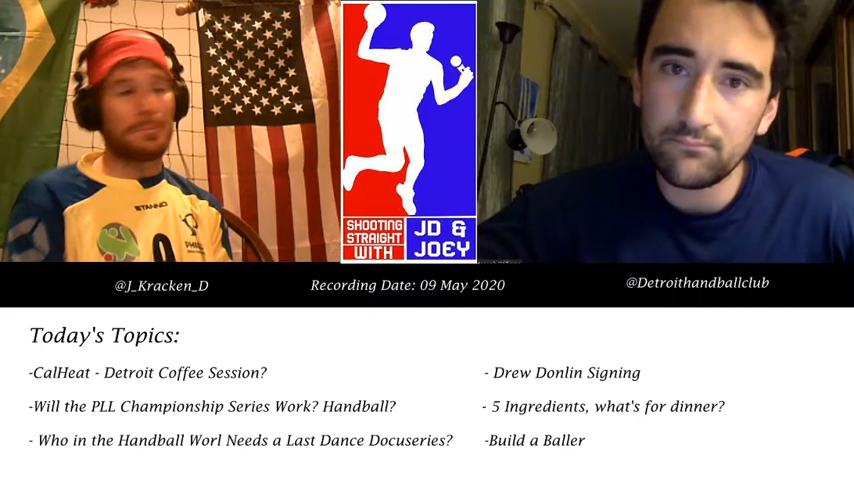 STANNO
SHOOTING
STRAIGHT
WITH
JD &
JOEY
@J_Kracken_D
Recording Date: 09 May 2020
@Detroithandballclub
Today's Topics:
-CalHeat - Detroit Coffee Session?
- Drew Donlin Signing
-Will the PLL Championship Series Work? Handball?
- 5 Ingredients, what's for dinner?
- Who in the Handball Worl Needs a Last Dance Docuseries?
-Build a Baller